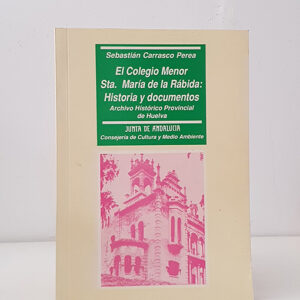 Sebastián Carrasco Perea
El Colegio Menor
Sta. María de la Rábida:
Historia y documentos
Archivo Histórico Provincial
de Huelva
JUNTA DE ANDALUCIA
Consejería de Cultura y Medio Ambiente